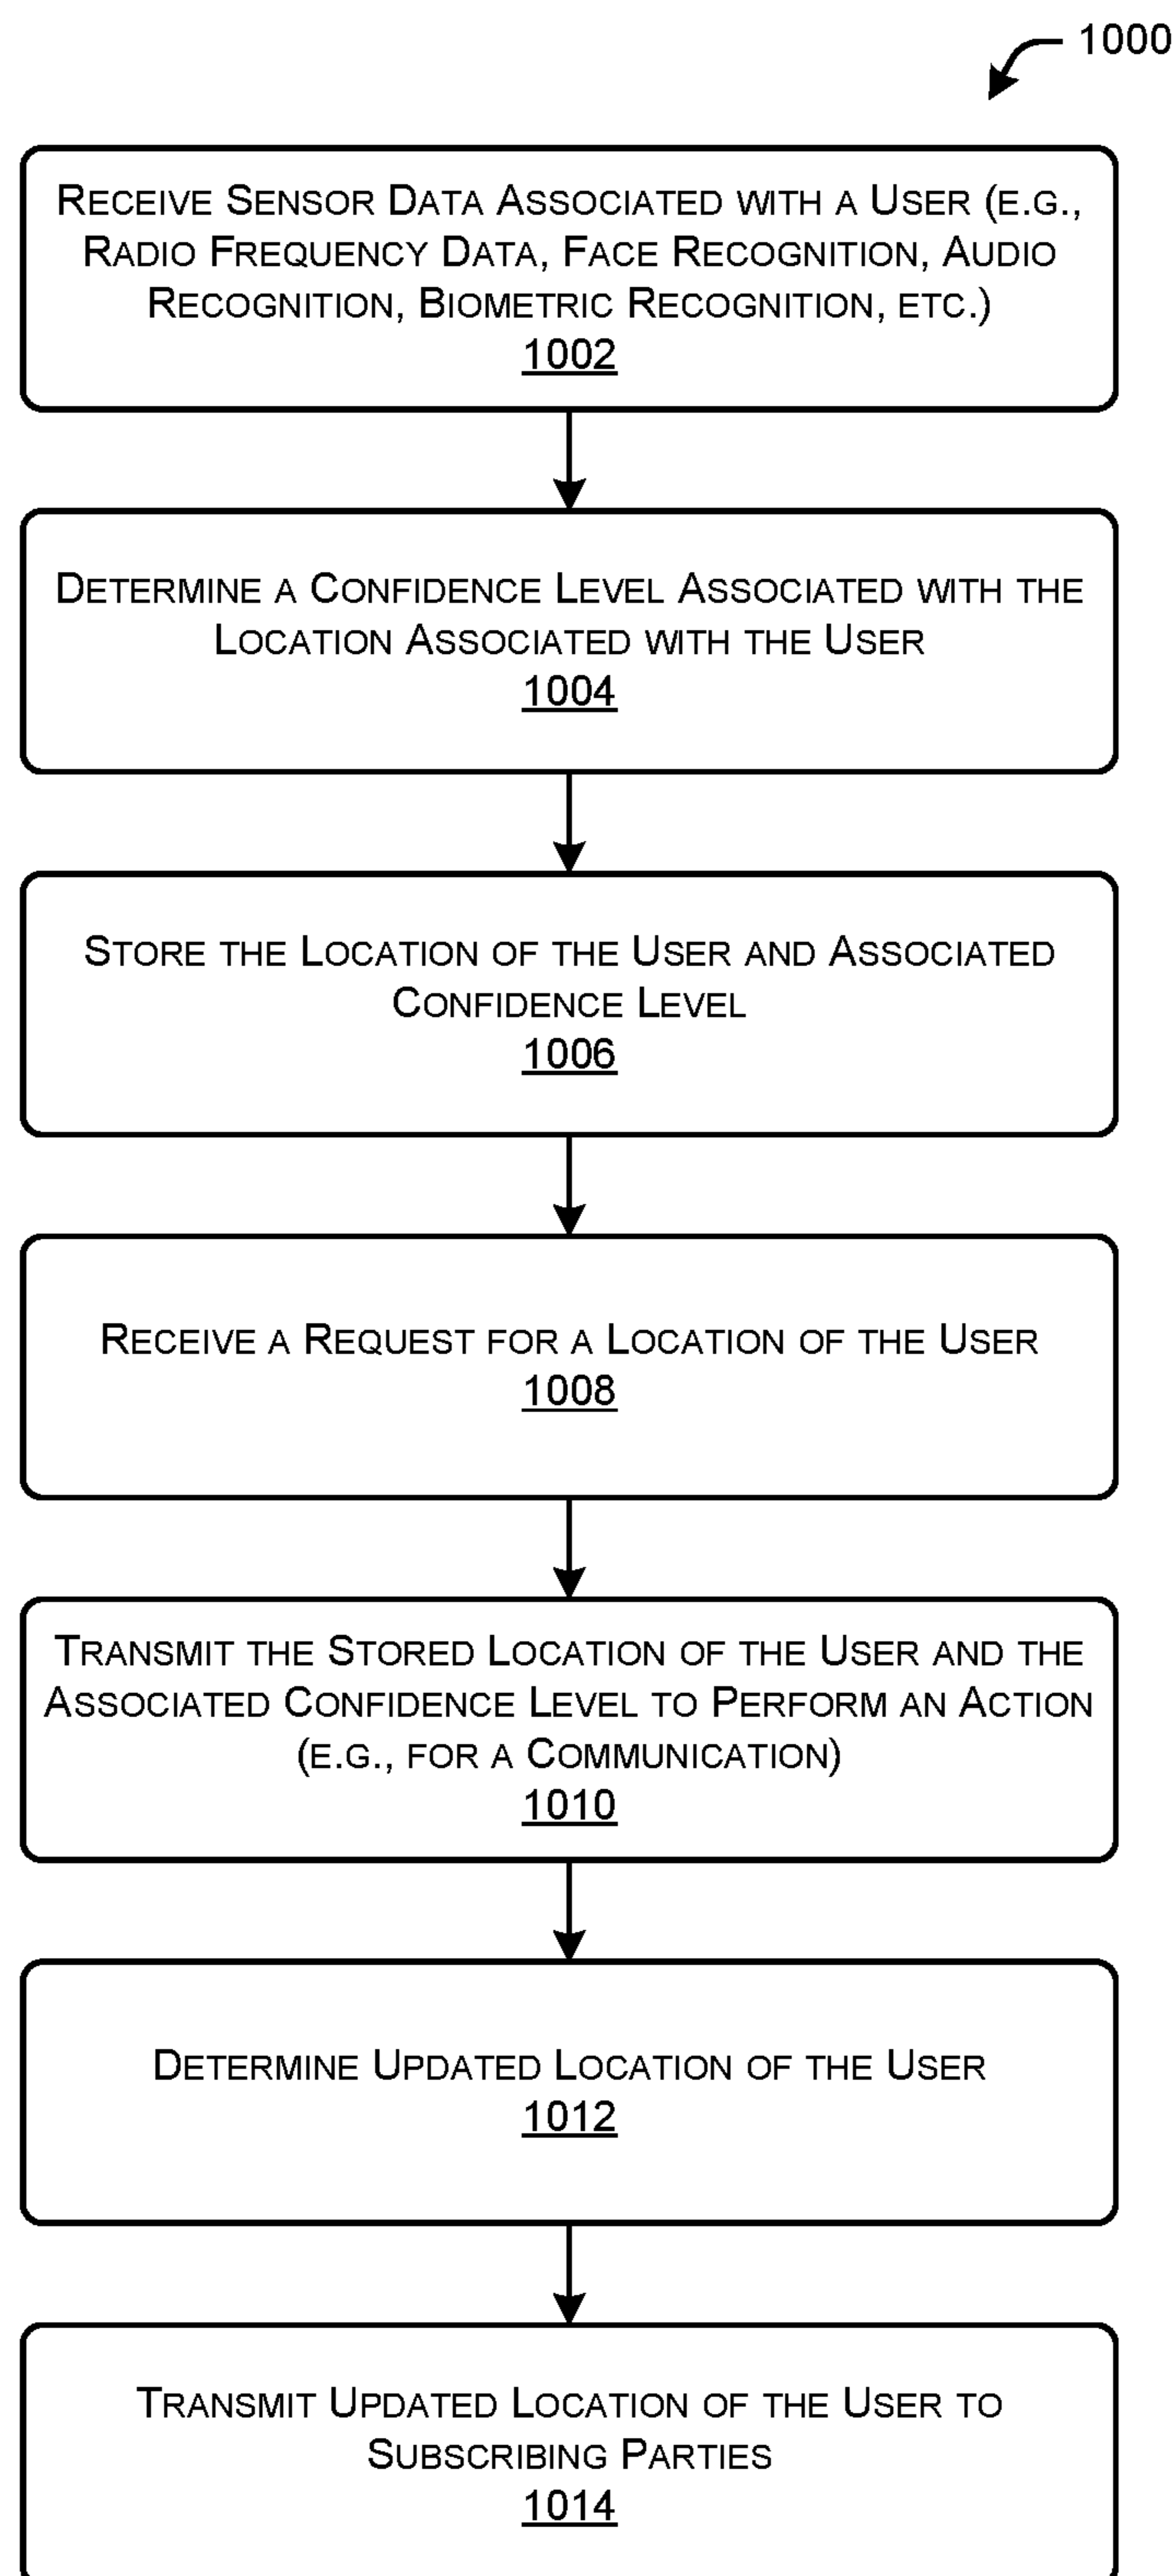 1000
RECEIVE SENSOR DATA ASSOCIATED WITH A USER (E.G.,
RADIO FREQUENCY DATA, FACE RECOGNITION, AUDIO
RECOGNITION, BIOMETRIC RECOGNITION, ETC.)
1002
DETERMINE A CONFIDENCE LEVEL ASSOCIATED WITH THE
LOCATION ASSOCIATED WITH THE USER
1004
STORE THE LOCATION OF THE USER AND ASSOCIATED
CONFIDENCE LEVEL
1006
RECEIVE A REQUEST FOR A LOCATION OF THE USER
1008
TRANSMIT THE STORED LOCATION OF THE USER AND THE
ASSOCIATED CONFIDENCE LEVEL TO PERFORM AN ACTION
(E.G., FOR A COMMUNICATION)
1010
DETERMINE UPDATED LOCATION OF THE USER
1012
TRANSMIT UPDATED LOCATION OF THE USER TO
SUBSCRIBING PARTIES
1014